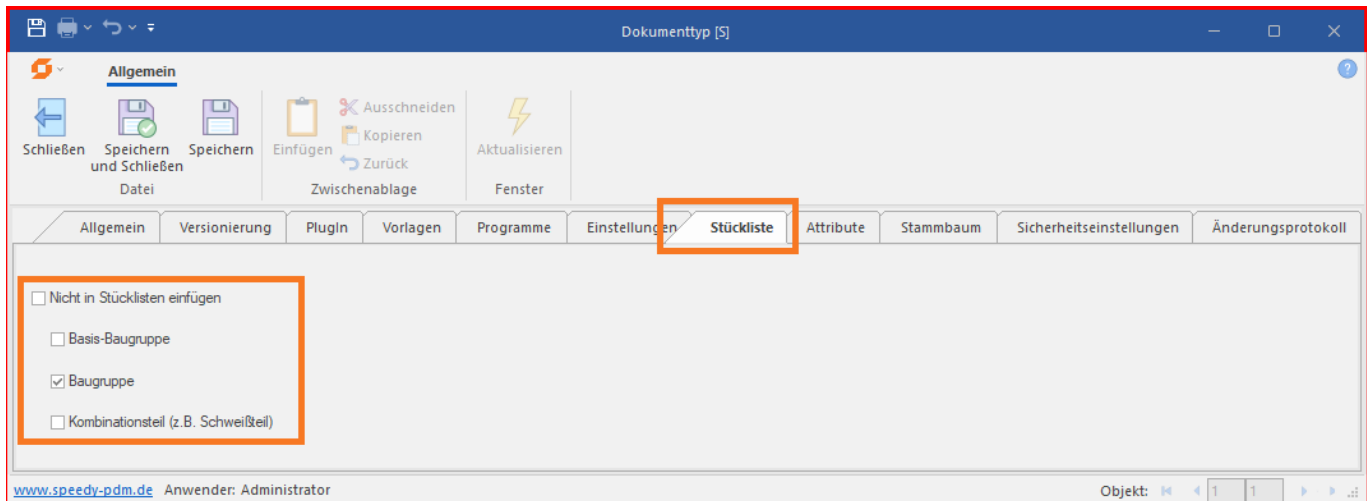 Dokumenttyp [S]
Allgemein
?
Schließen
Speichern und Schließen
Speichern
Datei
Einfügen
Ausschneiden
Kopieren
Zurück
Zwischenablage
Aktualisieren
Fenster
Allgemein Versionierung PlugIn Vorlagen Programme Einstellungen Stückliste Attribute Stammbaum Sicherheitseinstellungen Änderungsprotokoll
Nicht in Stücklisten einfügen
Basis-Baugruppe
Baugruppe
Kombinationsteil (z.B. Schweißteil)
www.speedy-pdm.de Anwender: Administrator Objekt: 1 1